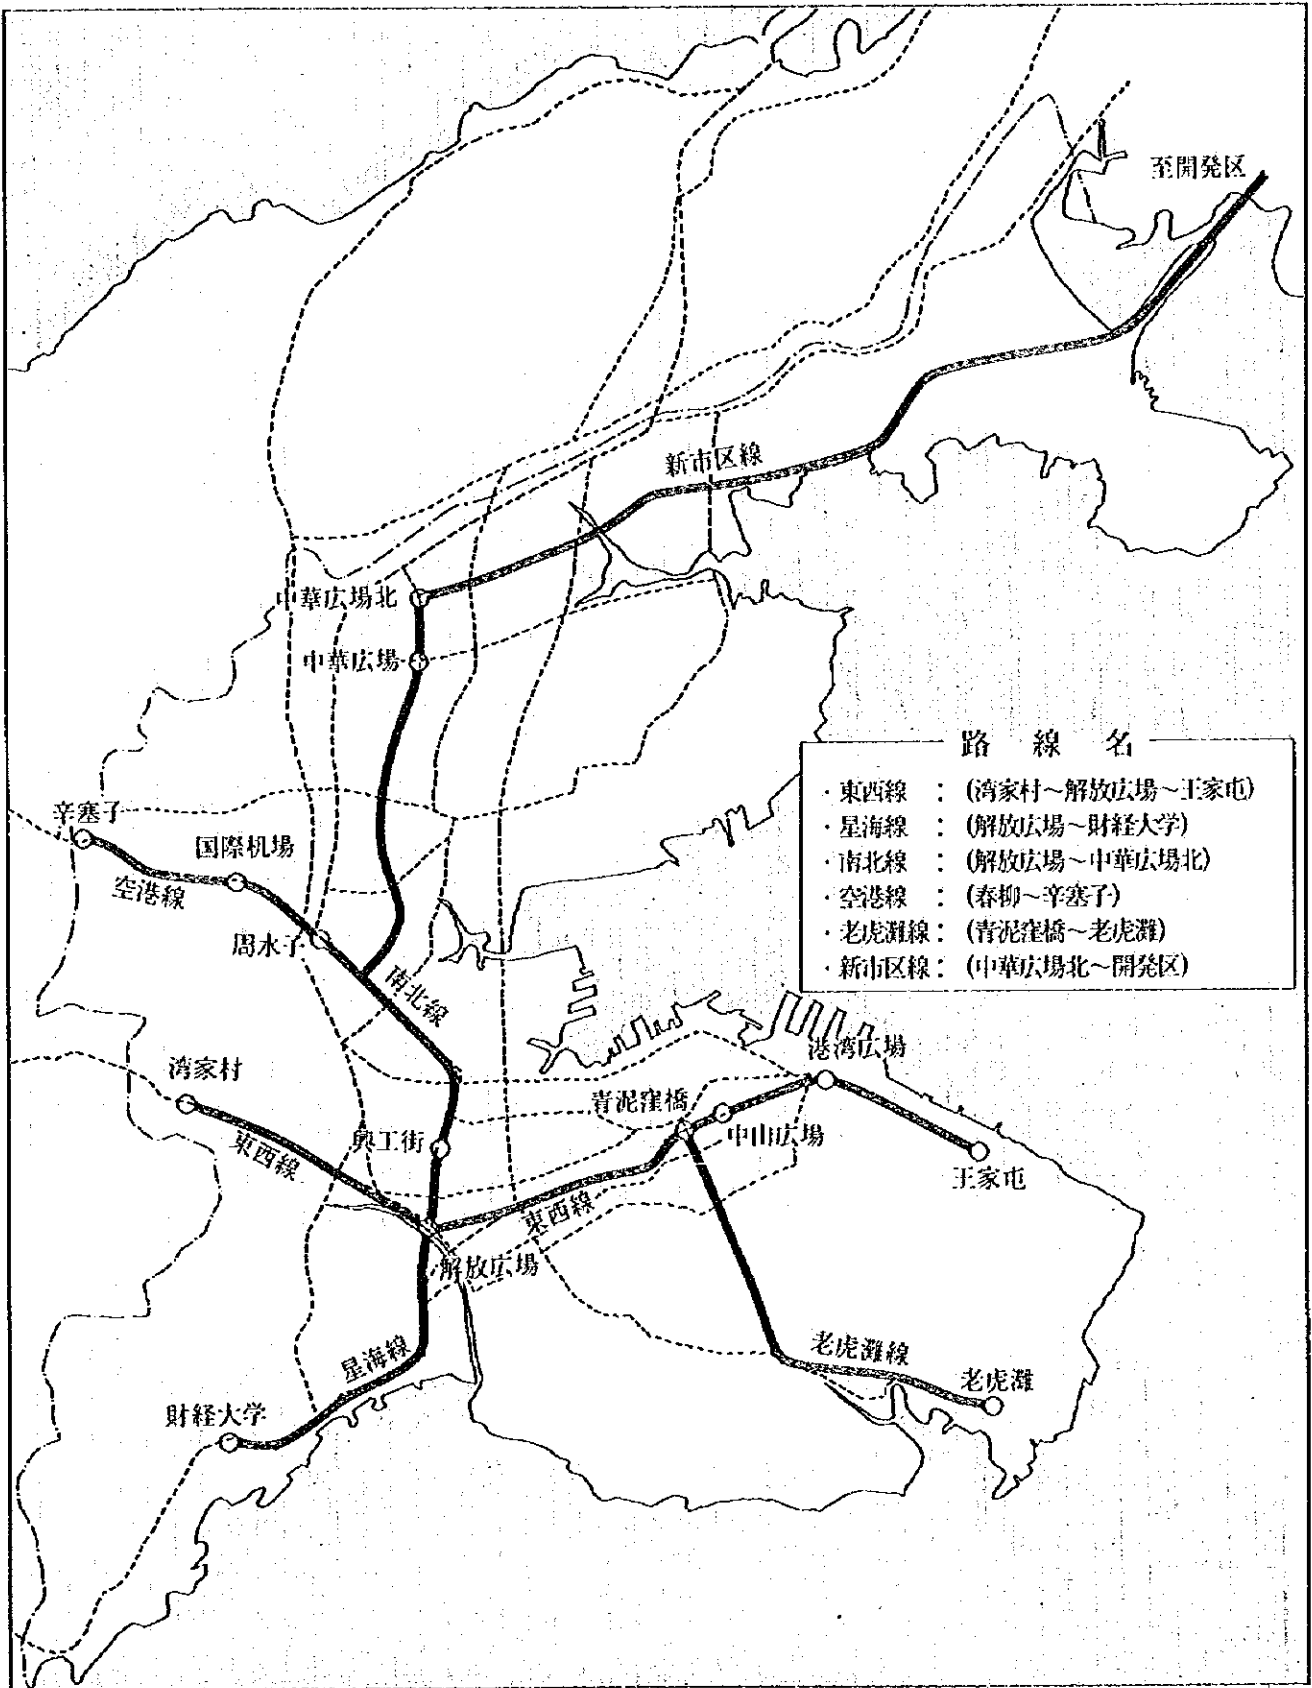 至開発区
新市区線
中華広場北
中華広場
路線名
・東西線 : (湾家村～解放広場～王家屯)
・星海線 : (解放広場～財経大学)
・南北線 : (解放広場～中華広場北)
・空港線 : (春柳～辛塞子)
・老虎灘線 : (青泥窪橋～老虎灘)
・新市区線 : (中華広場北～開発区)
辛塞子
国際机場
空港線
周水子
南北線
湾家村
港湾広場
青泥窪橋
興工街
中山広場
東西線
王家屯
東西線
解放広場
星海線
老虎灘線
老虎灘
財経大学